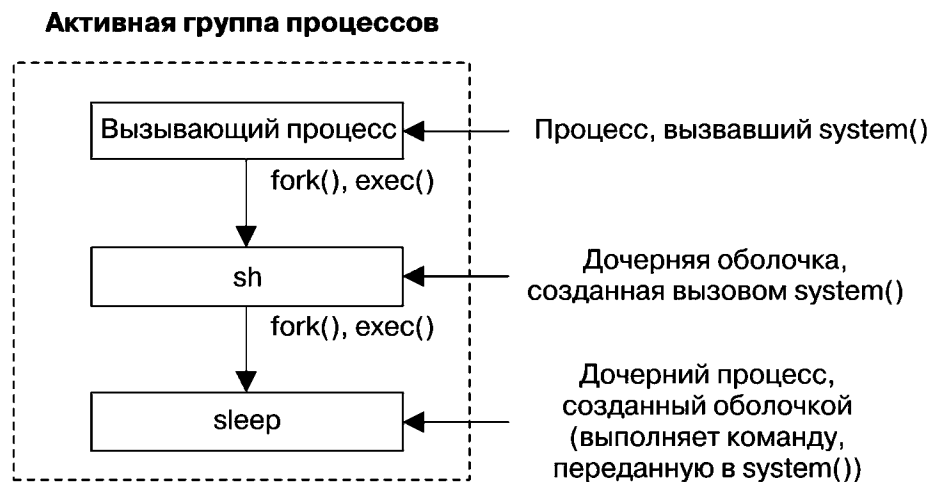 Активная группа процессов
Вызывающий процесс
Процесс, вызвавший system()
fork(), exec()
sh
Дочерняя оболочка,
созданная вызовом system()
fork(), exec()
sleep
Дочерний процесс,
созданный оболочкой
(выполняет команду,
переданную в system())